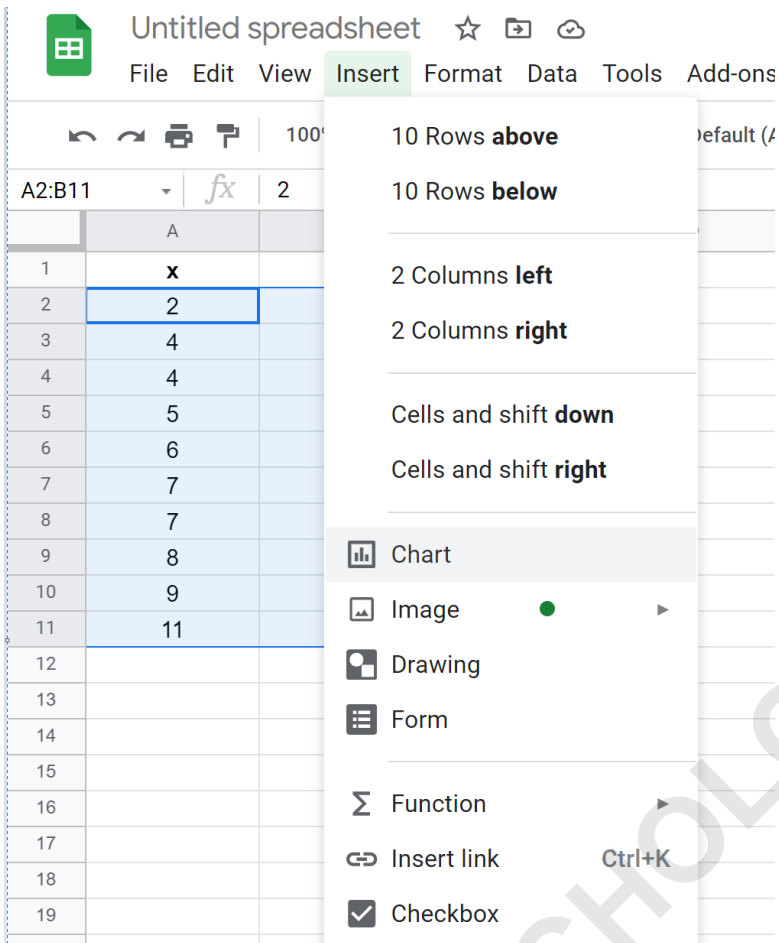 Untitled spreadsheet
File Edit View Insert Format Data Tools Add-ons
100%
A2:B11 fx 2
A
1 x
2 2
3 4
4 4
5 5
6 6
7 7
8 7
9 8
10 9
11 11
12
13
14
15
16
17
18
19
10 Rows above
10 Rows below
2 Columns left
2 Columns right
Cells and shift down
Cells and shift right
Chart
Image
Drawing
Form
Σ Function
Insert link Ctrl+K
Checkbox